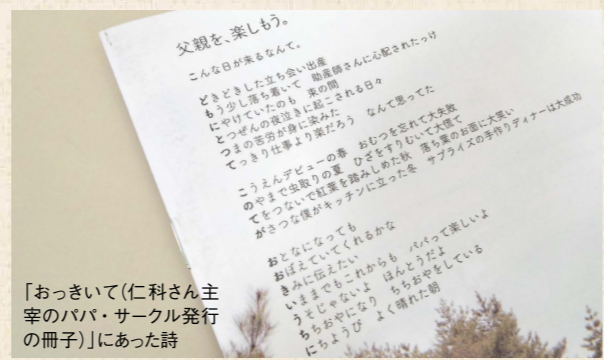 父親を、楽しもう。
こんな日が来るなんて。
どきどきした立ち会い出産
もう少し落ち着いて　助産師さんに心配されたっけ
にやけていたのも　束の間
とつぜんの夜泣きに起こされる日々
つまの苦労が身に染みた
てっきり仕事より楽だろう　なんて思ってた
こうえんデビューの春　おむつを忘れて大失敗
のやまで虫取りの夏　ひざをすりむいて大慌て
てをつないで紅葉を踏みしめた秋　落ち葉のお面に大笑い
がさつな僕がキッチンに立った冬　サプライズの手作りディナーは大成功
おとなになっても
おぼえていてくれるかな
きみに伝えたい
いままでもこれからも　パパって楽しいよ
うそじゃないよ　ほんとうだよ
ちちおやになり　ちちおやをしている
にちようび　よく晴れた朝
「おっきいて(仁科さん主
宰のパパ・サークル発行
の冊子)」にあった詩